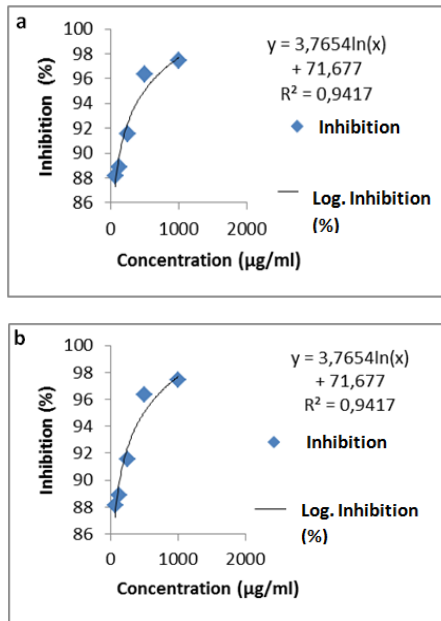 a
100
98
96
94
92
90
88
86
0
1000
2000
Inhibition (%)
Concentration (µg/ml)
y = 3,7654ln(x)
+ 71,677
R² = 0,9417
Inhibition
Log. Inhibition
(%)
b
100
98
96
94
92
90
88
86
0
1000
2000
Inhibition (%)
Concentration (µg/ml)
y = 3,7654ln(x)
+ 71,677
R² = 0,9417
Inhibition
Log. Inhibition
(%)